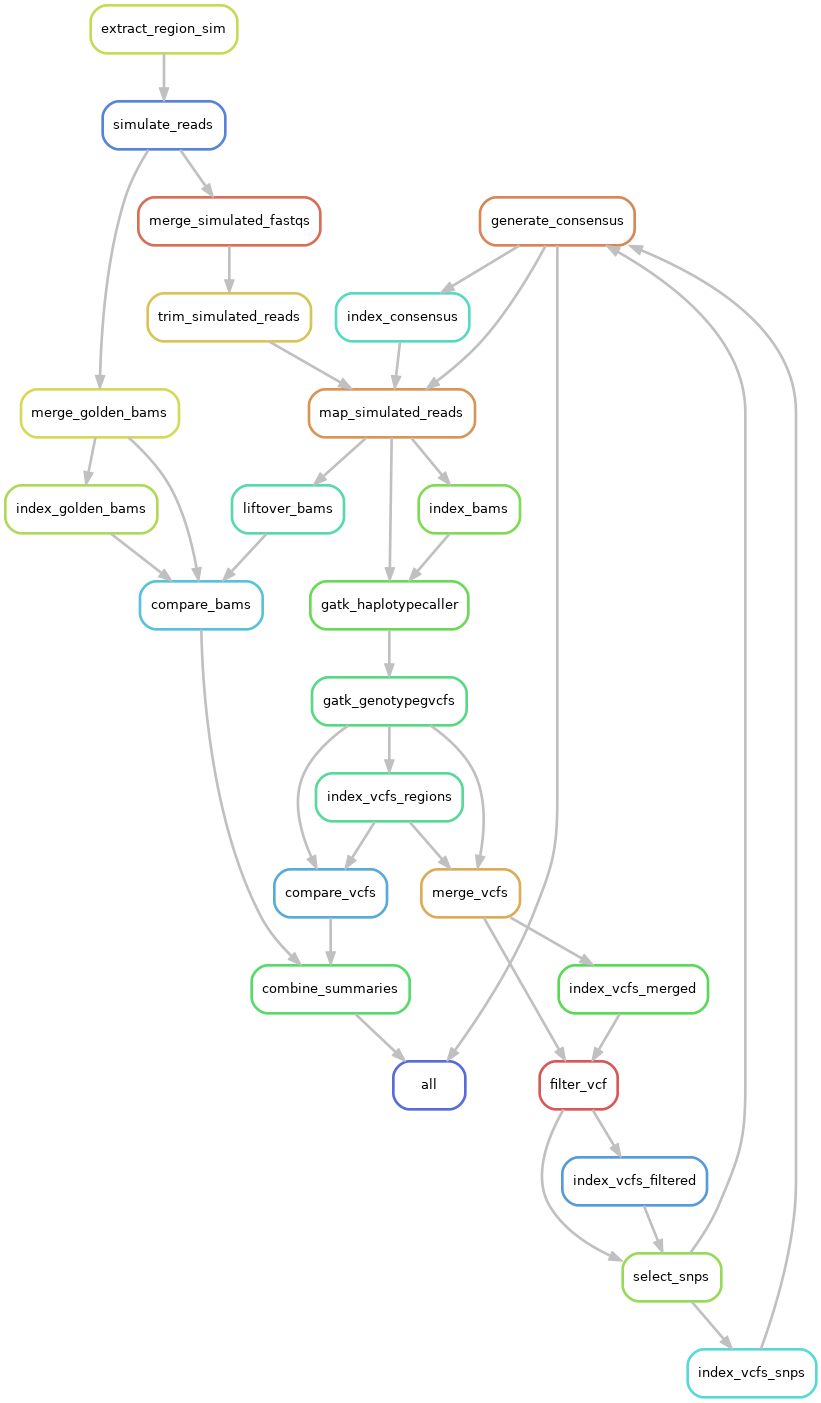 extract_region_sim
simulate_reads
merge_simulated_fastqs
generate_consensus
trim_simulated_reads
index_consensus
merge_golden_bams
map_simulated_reads
index_golden_bams
liftover_bams
index_bams
compare_bams
gatk_haplotypecaller
gatk_genotypegvcfs
index_vcfs_regions
compare_vcfs
merge_vcfs
combine_summaries
index_vcfs_merged
all
filter_vcf
index_vcfs_filtered
select_snps
index_vcfs_snps